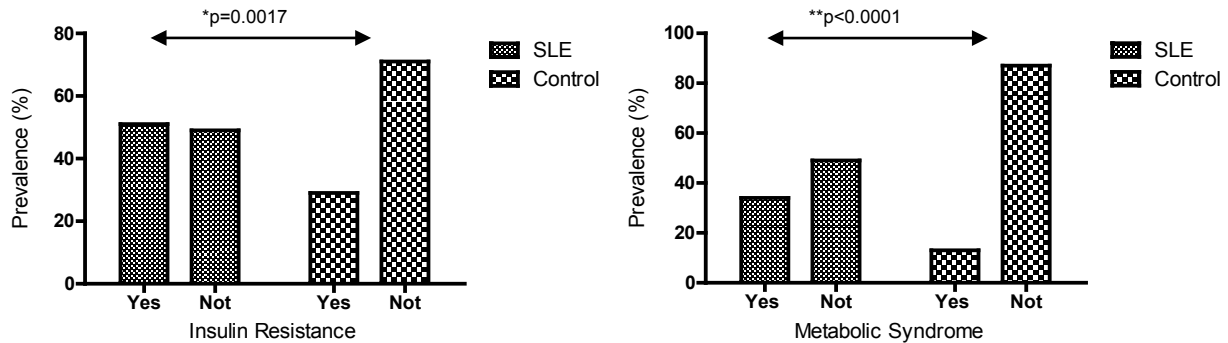 *p=0.0017
80
60
40
20
0
Prevalence (%)
Yes
Not
Yes
Not
Insulin Resistance
SLE
Control
**p<0.0001
100
80
60
40
20
0
Prevalence (%)
Yes
Not
Yes
Not
Metabolic Syndrome
SLE
Control